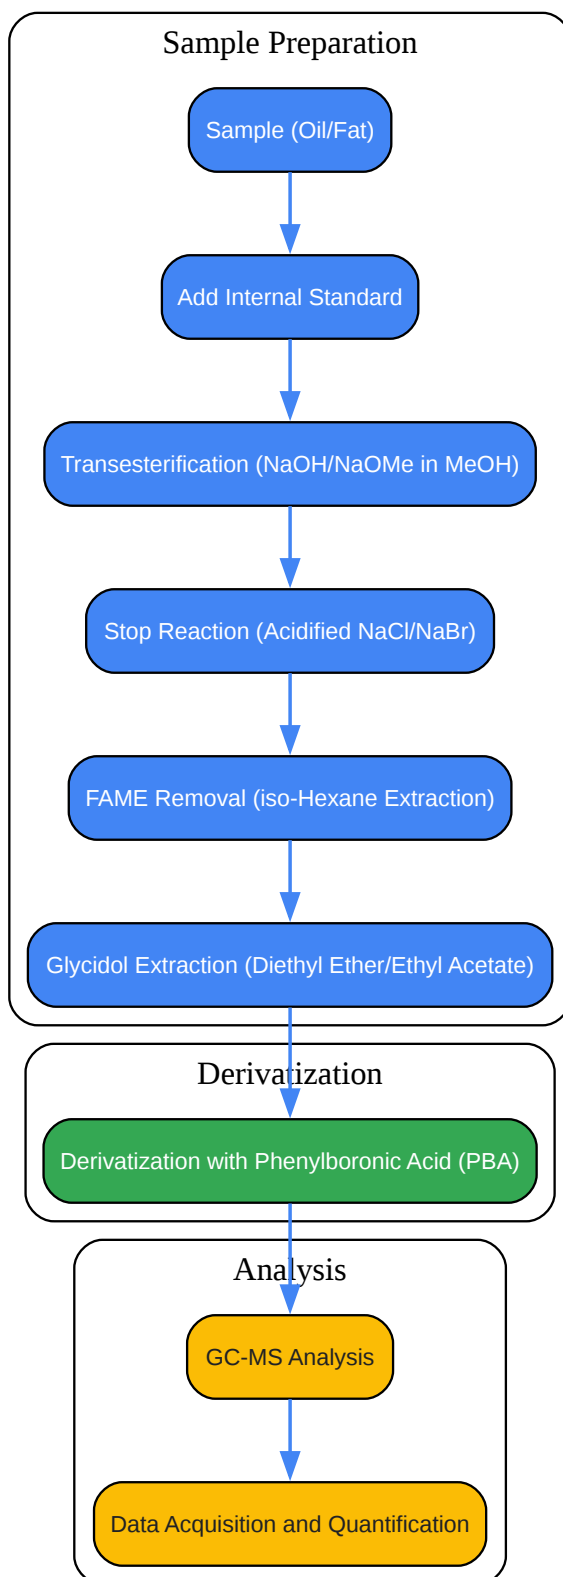 Sample Preparation
Sample (Oil/Fat)
Add Internal Standard
Transesterification (NaOH/NaOMe in MeOH)
Stop Reaction (Acidified NaCl/NaBr)
FAME Removal (iso-Hexane Extraction)
Glycidol Extraction (Diethyl Ether/Ethyl Acetate)
Derivatization
Derivatization with Phenylboronic Acid (PBA)
Analysis
GC-MS Analysis
Data Acquisition and Quantification